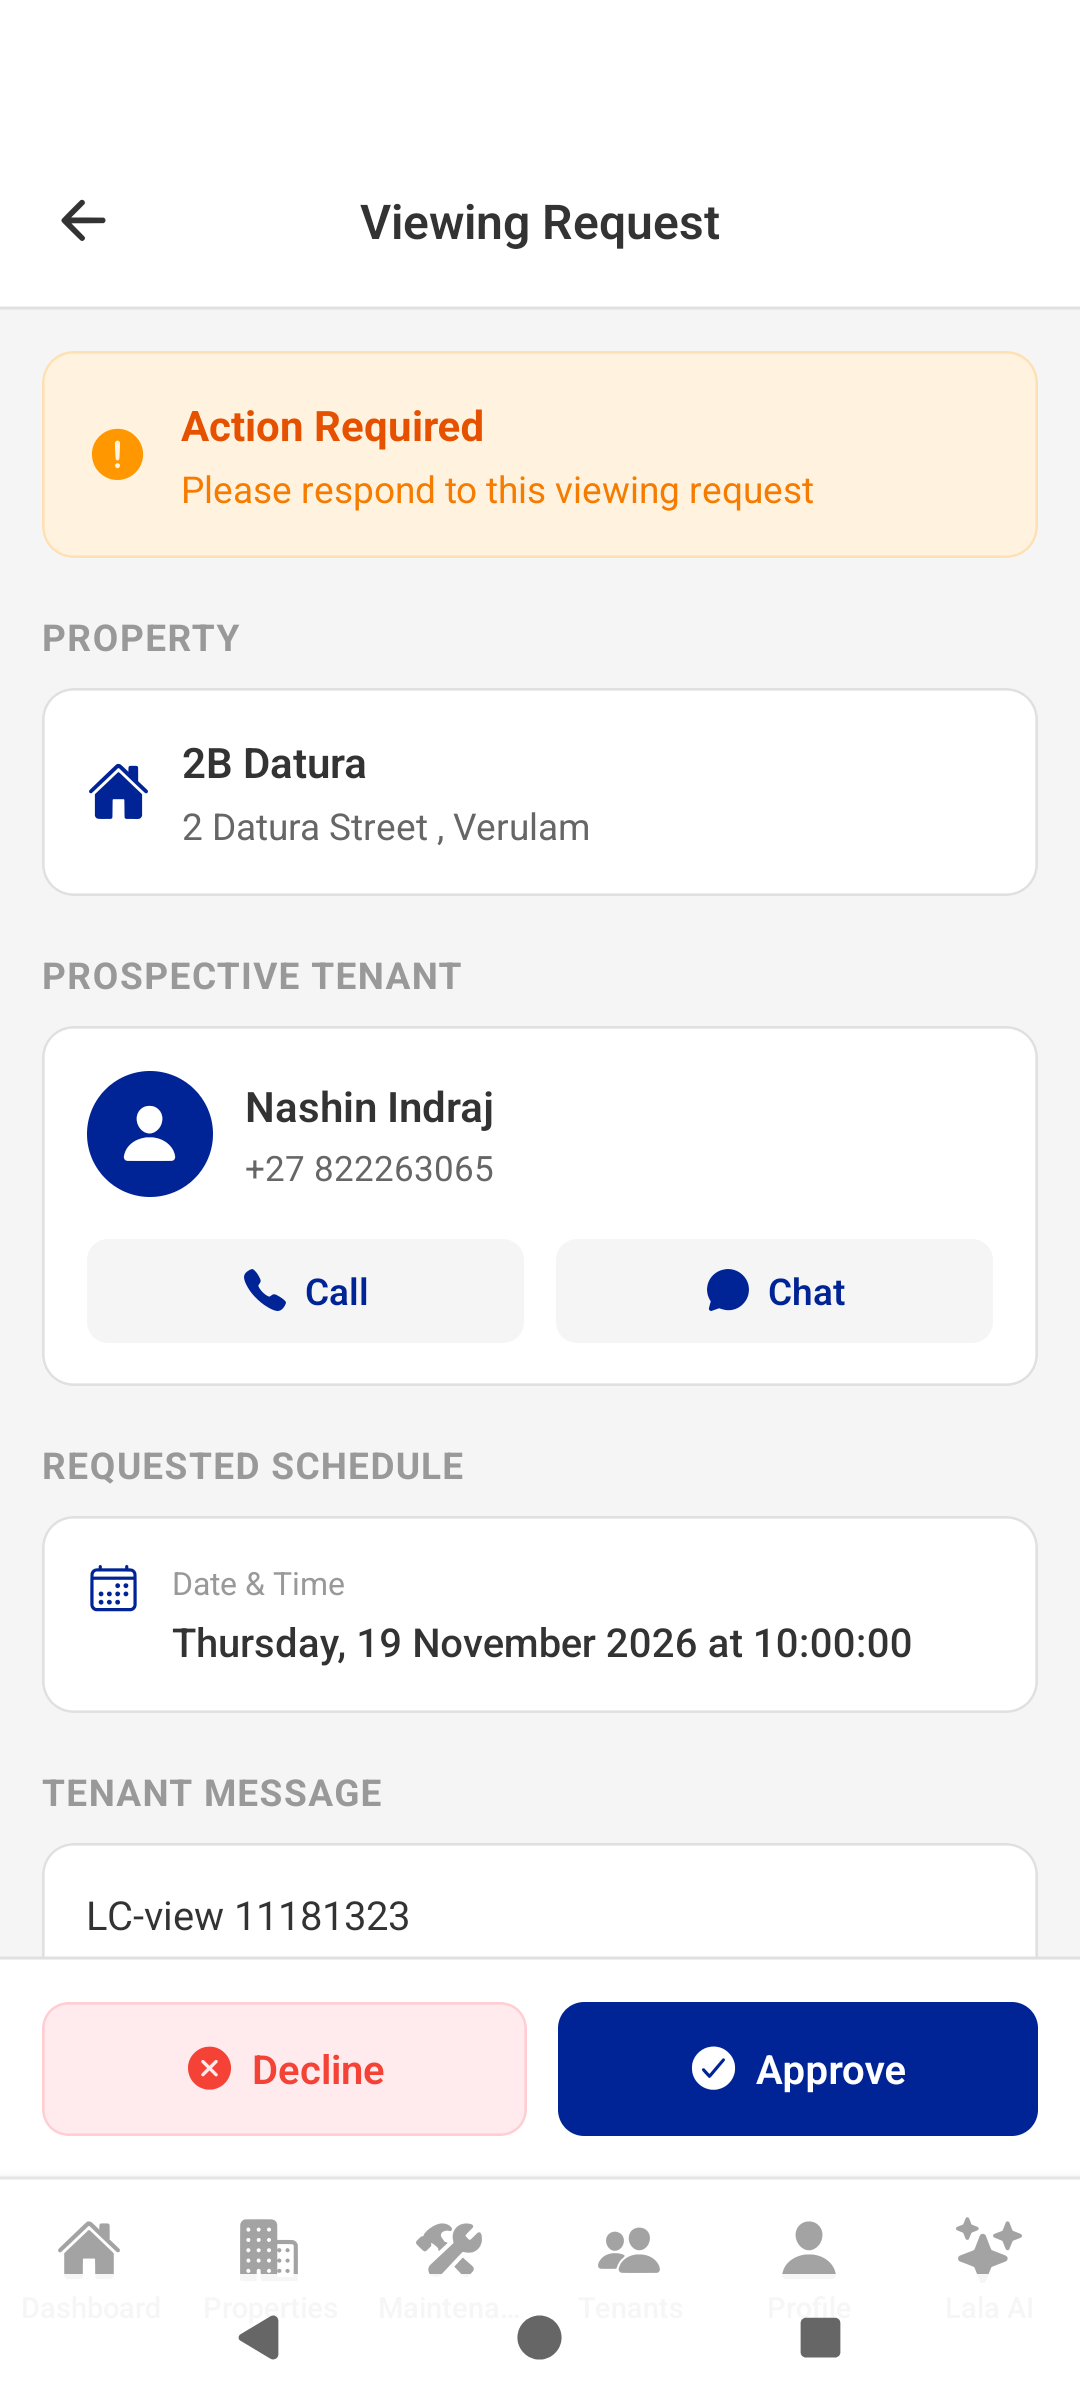 Viewing Request
Action Required
Please respond to this viewing request
PROPERTY
2B Datura
2 Datura Street , Verulam
PROSPECTIVE TENANT
Nashin Indraj
+27 822263065
Call
Chat
REQUESTED SCHEDULE
Date & Time
Thursday, 19 November 2026 at 10:00:00
TENANT MESSAGE
LC-view 11181323
Decline
Approve
Dashboard
Properties
Maintena...
Tenants
Profile
Lala AI